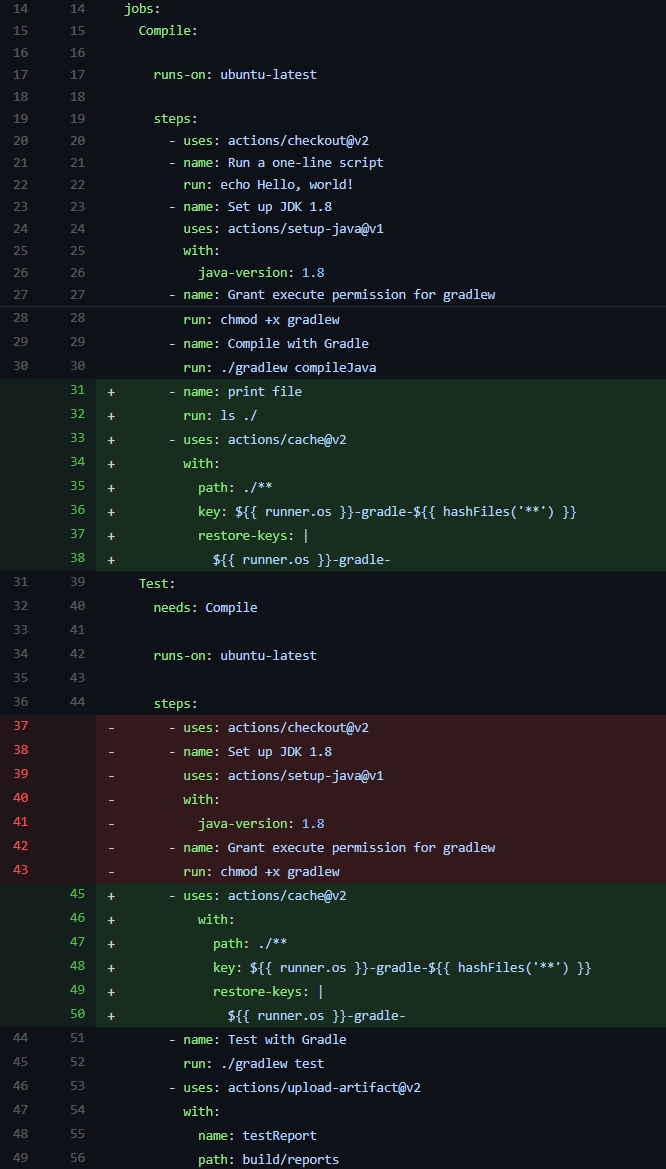 14 14 jobs:
15 15 Compile:
16 16
17 17 runs-on: ubuntu-latest
18 18
19 19 steps:
20 20 - uses: actions/checkout@v2
21 21 - name: Run a one-line script
22 22 run: echo Hello, world!
23 23 - name: Set up JDK 1.8
24 24 uses: actions/setup-java@v1
25 25 with:
26 26 java-version: 1.8
27 27 - name: Grant execute permission for gradlew
28 28 run: chmod +x gradlew
29 29 - name: Compile with Gradle
30 30 run: ./gradlew compileJava
31 + - name: print file
32 + run: ls ./
33 + - uses: actions/cache@v2
34 + with:
35 + path: ./**
36 + key: ${{ runner.os }}-gradle-${{ hashFiles('**') }}
37 + restore-keys: |
38 + ${{ runner.os }}-gradle-
31 39 Test:
32 40 needs: Compile
33 41
34 42 runs-on: ubuntu-latest
35 43
36 44 steps:
37 - - uses: actions/checkout@v2
38 - - name: Set up JDK 1.8
39 - uses: actions/setup-java@v1
40 - with:
41 - java-version: 1.8
42 - - name: Grant execute permission for gradlew
43 - run: chmod +x gradlew
45 + - uses: actions/cache@v2
46 + with:
47 + path: ./**
48 + key: ${{ runner.os }}-gradle-${{ hashFiles('**') }}
49 + restore-keys: |
50 + ${{ runner.os }}-gradle-
44 51 - name: Test with Gradle
45 52 run: ./gradlew test
46 53 - uses: actions/upload-artifact@v2
47 54 with:
48 55 name: testReport
49 56 path: build/reports